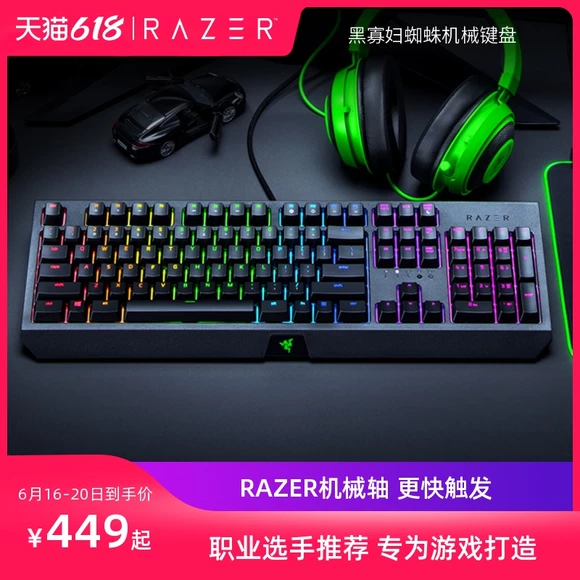 天猫618 | RAZER™
黑寡妇蜘蛛机械键盘
RAZER
RAZER机械轴 更快触发
6月16-20日到手价
¥449起
职业选手推荐 专为游戏打造